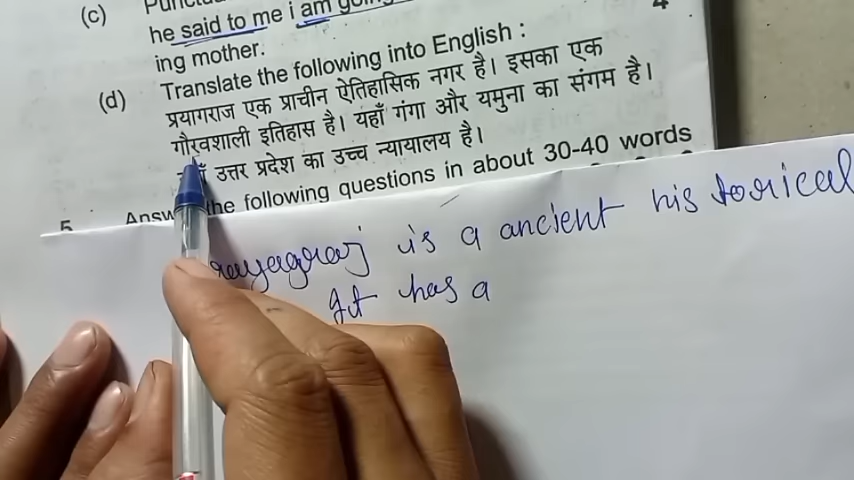 (c)
he said to me i am going
ing mother.
(d) Translate the following into English :
प्रयागराज एक प्राचीन ऐतिहासिक नगर है। इसका एक
गौरवशाली इतिहास है। यहाँ गंगा और यमुना का संगम है।
उत्तर प्रदेश का उच्च न्यायालय है।
5. the following questions in about 30-40 words
is a ancient historical
It has a